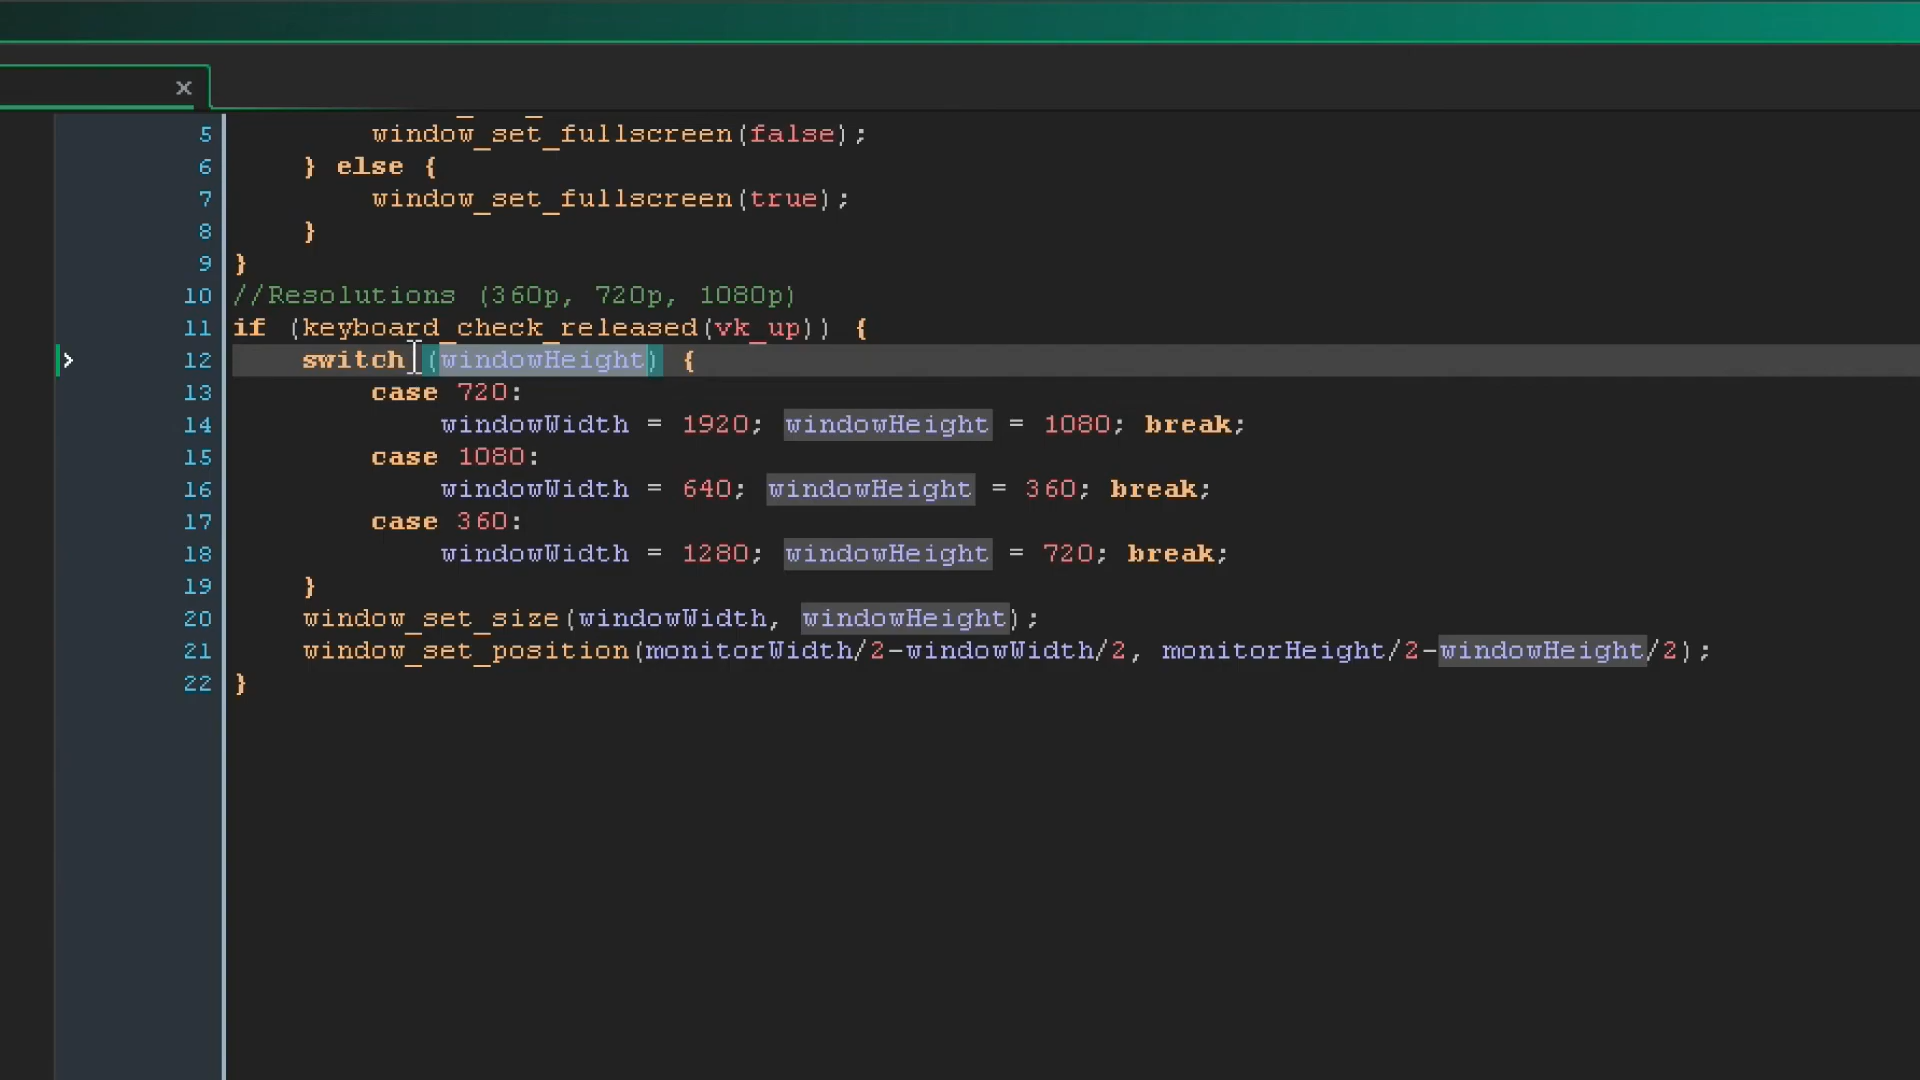 5 window_set_fullscreen(false);
6 } else {
7 window_set_fullscreen(true);
8 }
9 }
10 //Resolutions (360p, 720p, 1080p)
11 if (keyboard_check_released(vk_up)) {
12 switch (windowHeight) {
13 case 720:
14 windowWidth = 1920; windowHeight = 1080; break;
15 case 1080:
16 windowWidth = 640; windowHeight = 360; break;
17 case 360:
18 windowWidth = 1280; windowHeight = 720; break;
19 }
20 window_set_size(windowWidth, windowHeight);
21 window_set_position(monitorWidth/2-windowWidth/2, monitorHeight/2-windowHeight/2);
22 }